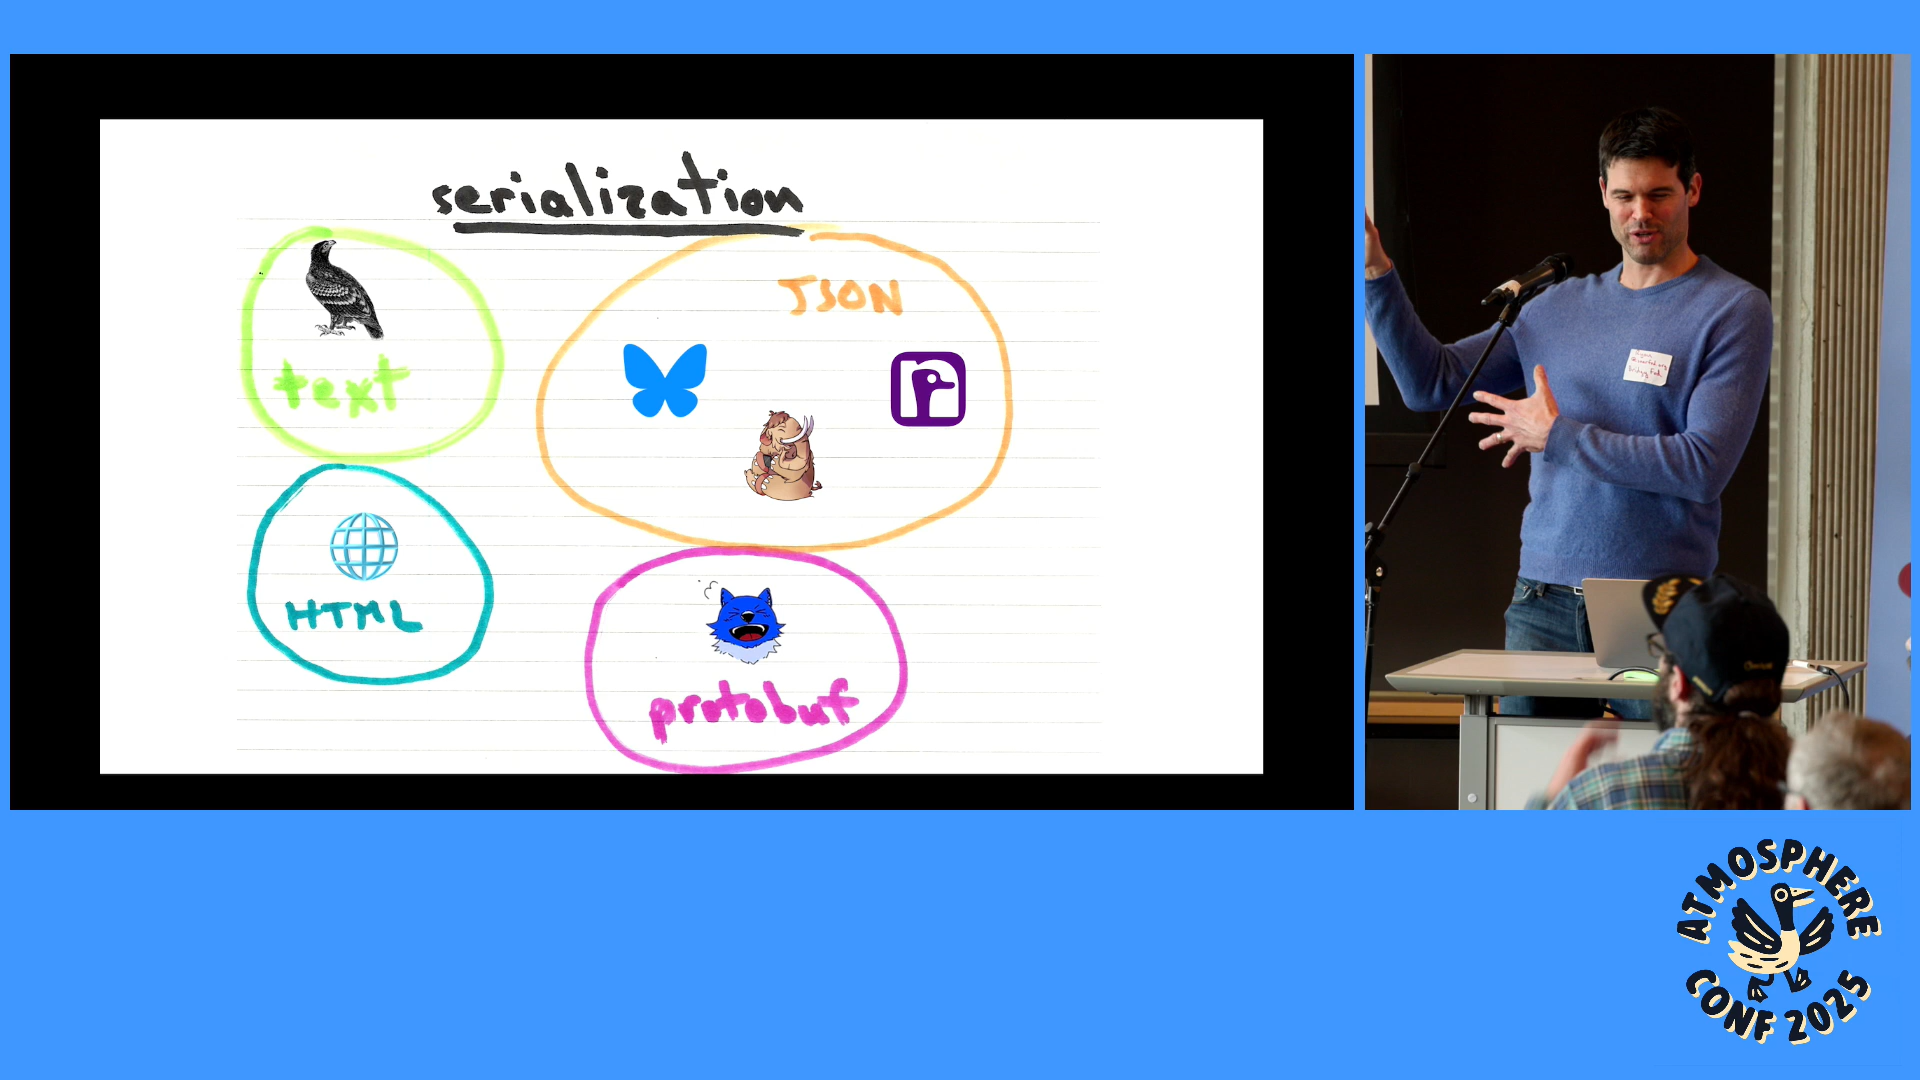 serialization
text
JSON
HTML
protobuf
ATMOSPHERE
CONF 2025